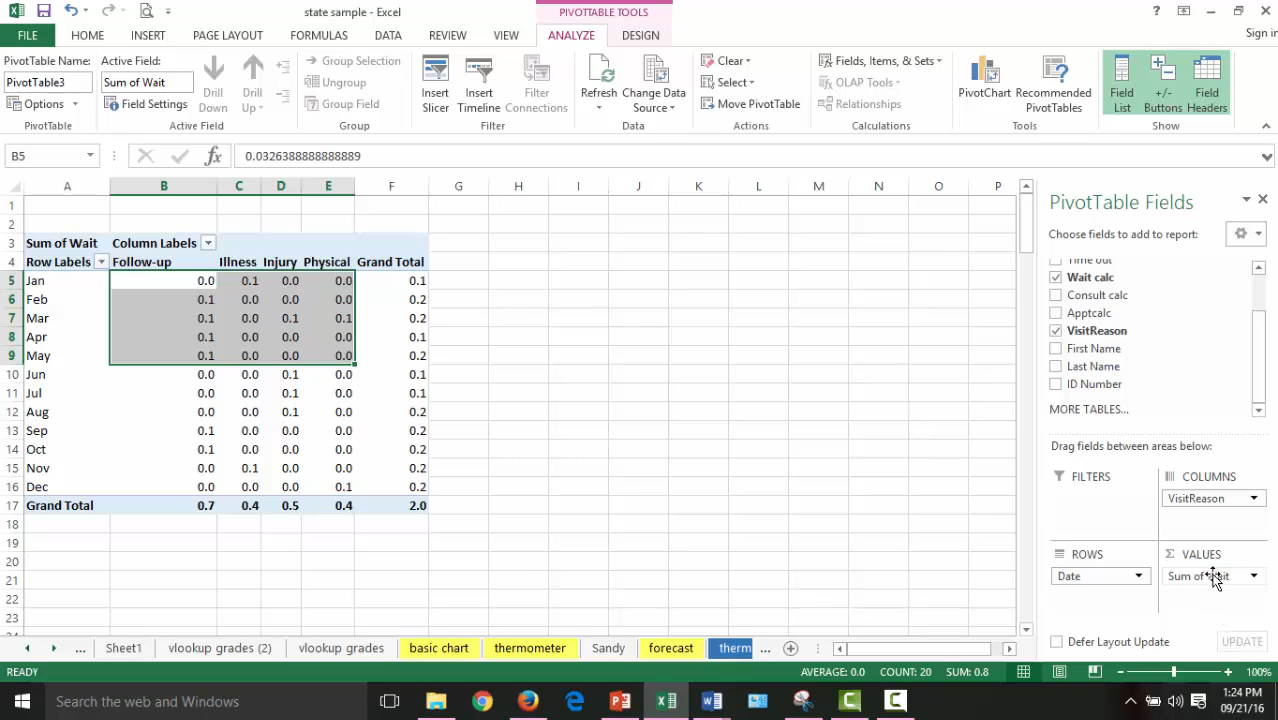 state sample - Excel
PIVOTTABLE TOOLS
?
FILE HOME INSERT PAGE LAYOUT FORMULAS DATA REVIEW VIEW ANALYZE DESIGN
Sign in
PivotTable Name:
PivotTable3
Options
PivotTable
Active Field:
Sum of Wait
Field Settings
Drill Down
Drill Up
Active Field
Group Selection
Ungroup
Group Field
Group
Insert Slicer
Insert Timeline
Filter Connections
Filter
Refresh
Change Data Source
Data
Clear
Select
Move PivotTable
Actions
Fields, Items, & Sets
OLAP Tools
Relationships
Calculations
PivotChart
Recommended PivotTables
Tools
Field List
+/- Buttons
Field Headers
Show
B5 fx 0.0326388888888889
A B C D E F G H I J K L M N O P
1
2
3 Sum of Wait Column Labels
4 Row Labels Follow-up Illness Injury Physical Grand Total
5 Jan 0.0 0.1 0.0 0.0 0.1
6 Feb 0.1 0.0 0.0 0.0 0.2
7 Mar 0.1 0.0 0.1 0.1 0.2
8 Apr 0.1 0.0 0.0 0.0 0.1
9 May 0.1 0.0 0.0 0.0 0.2
10 Jun 0.0 0.0 0.1 0.0 0.1
11 Jul 0.0 0.0 0.1 0.0 0.1
12 Aug 0.0 0.0 0.1 0.0 0.2
13 Sep 0.1 0.0 0.0 0.0 0.2
14 Oct 0.1 0.0 0.0 0.0 0.2
15 Nov 0.0 0.1 0.0 0.0 0.2
16 Dec 0.0 0.0 0.0 0.1 0.2
17 Grand Total 0.7 0.4 0.5 0.4 2.0
18
19
20
21
22
23
PivotTable Fields
Choose fields to add to report:
Time out
Wait calc
Consult calc
Apptcalc
VisitReason
First Name
Last Name
ID Number
MORE TABLES...
Drag fields between areas below:
FILTERS
COLUMNS
VisitReason
ROWS
Date
VALUES
Sum of Wait
Defer Layout Update
UPDATE
... Sheet1 vlookup grades (2) vlookup grades basic chart thermometer Sandy forecast therm ...
READY AVERAGE: 0.0 COUNT: 20 SUM: 0.8 100%
Search the web and Windows
1:24 PM
09/21/16